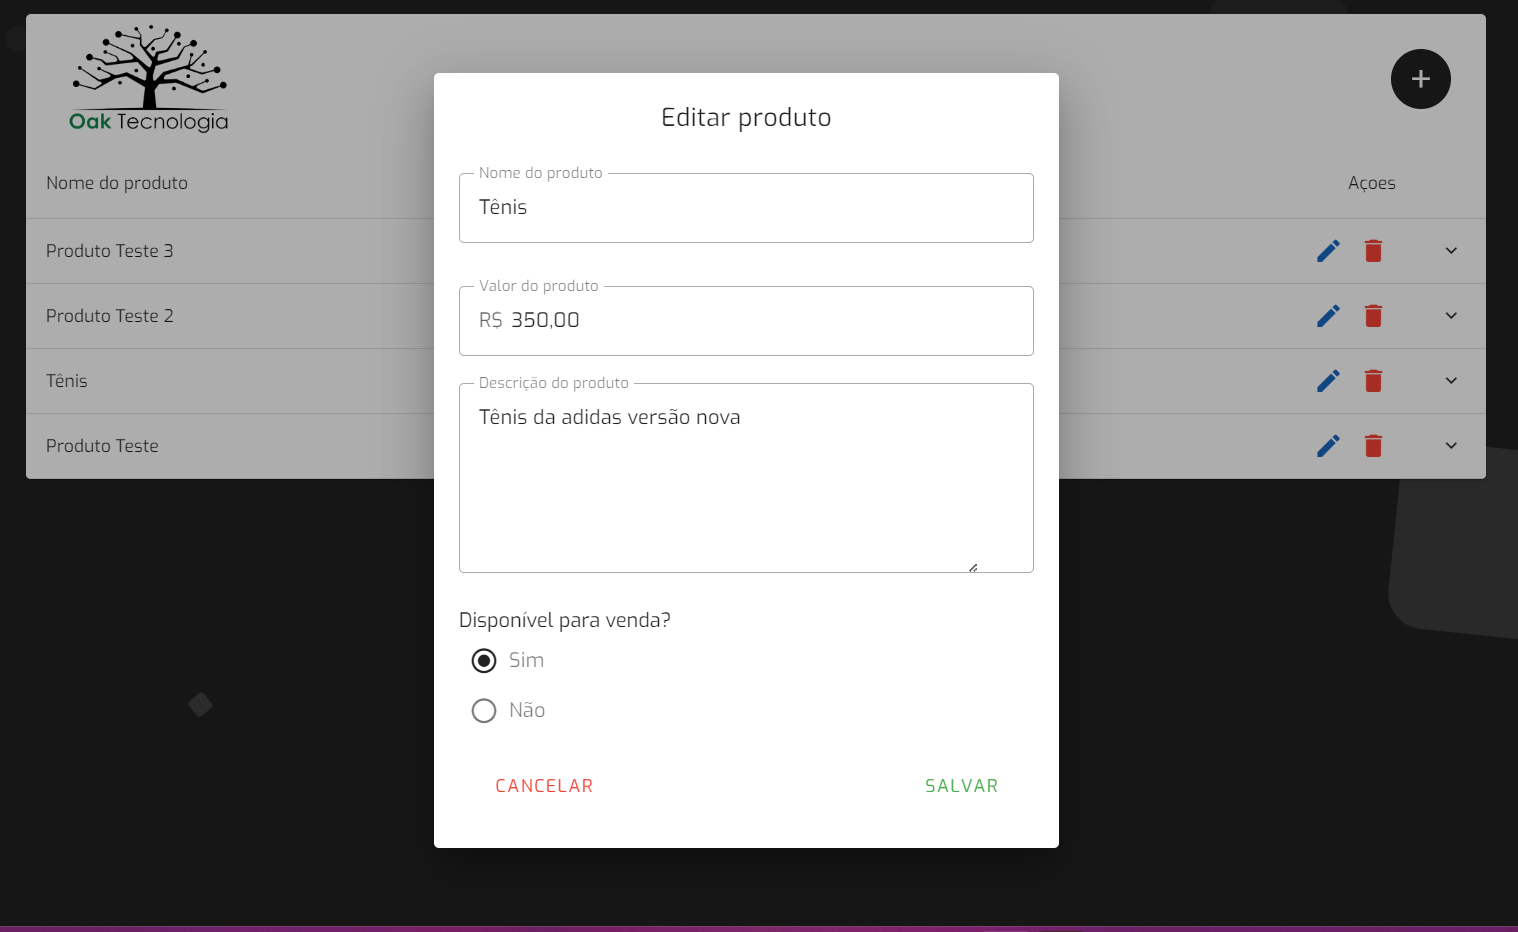 Oak Tecnologia
+
Nome do produto
Açoes
Produto Teste 3
Produto Teste 2
Tênis
Produto Teste
Editar produto
Nome do produto
Tênis
Valor do produto
R$ 350,00
Descrição do produto
Tênis da adidas versão nova
Disponível para venda?
Sim
Não
CANCELAR
SALVAR